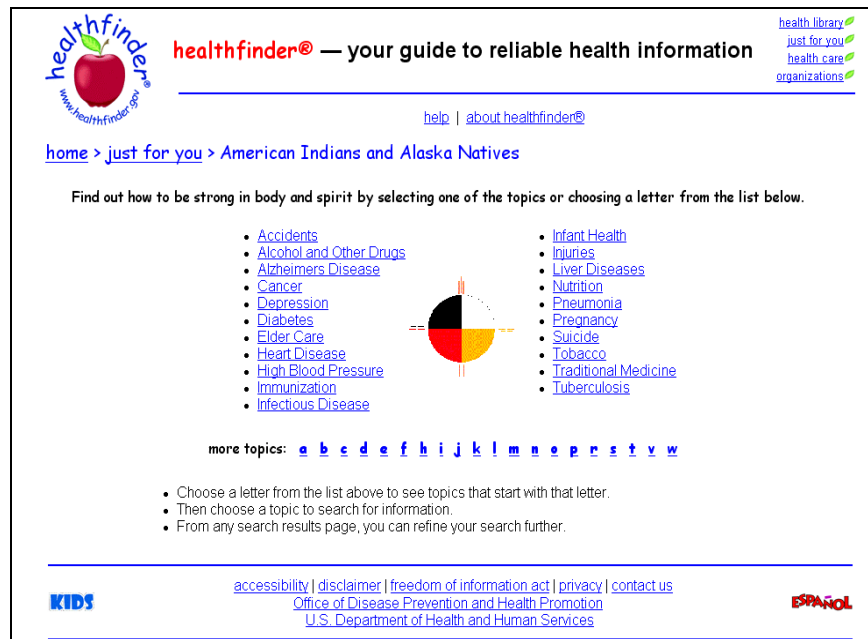 healthfinder®
www.healthfinder.gov
healthfinder® — your guide to reliable health information
health library
just for you
health care
organizations
help | about healthfinder®
home > just for you > American Indians and Alaska Natives
Find out how to be strong in body and spirit by selecting one of the topics or choosing a letter from the list below.
• Accidents
• Alcohol and Other Drugs
• Alzheimers Disease
• Cancer
• Depression
• Diabetes
• Elder Care
• Heart Disease
• High Blood Pressure
• Immunization
• Infectious Disease
• Infant Health
• Injuries
• Liver Diseases
• Nutrition
• Pneumonia
• Pregnancy
• Suicide
• Tobacco
• Traditional Medicine
• Tuberculosis
more topics: a b c d e f h i j k l m n o p r s t v w
• Choose a letter from the list above to see topics that start with that letter.
• Then choose a topic to search for information.
• From any search results page, you can refine your search further.
accessibility | disclaimer | freedom of information act | privacy | contact us
KIDS
Office of Disease Prevention and Health Promotion
ESPAÑOL
U.S. Department of Health and Human Services